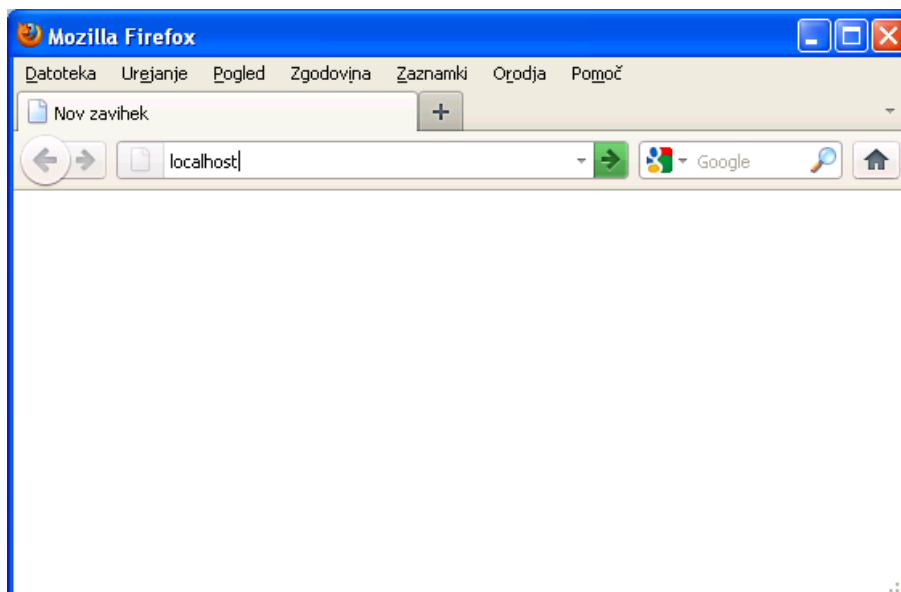 Mozilla Firefox
Datoteka Urejanje Pogled Zgodovina Zaznamki Orodja Pomoč
Nov zavihek
localhost Google